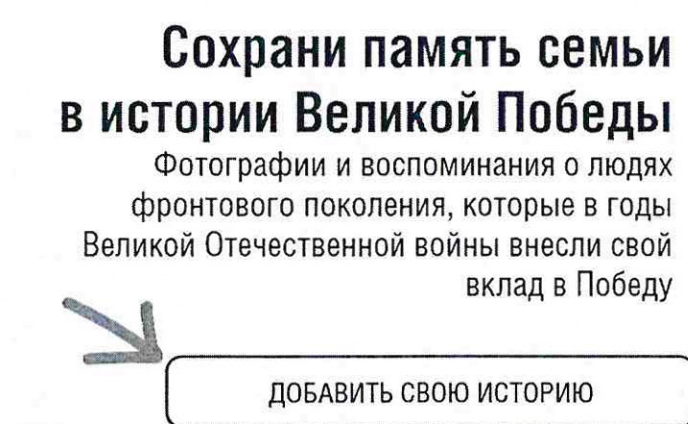 Сохрани память семьи
в истории Великой Победы
Фотографии и воспоминания о людях
фронтового поколения, которые в годы
Великой Отечественной войны внесли свой
вклад в Победу
ДОБАВИТЬ СВОЮ ИСТОРИЮ